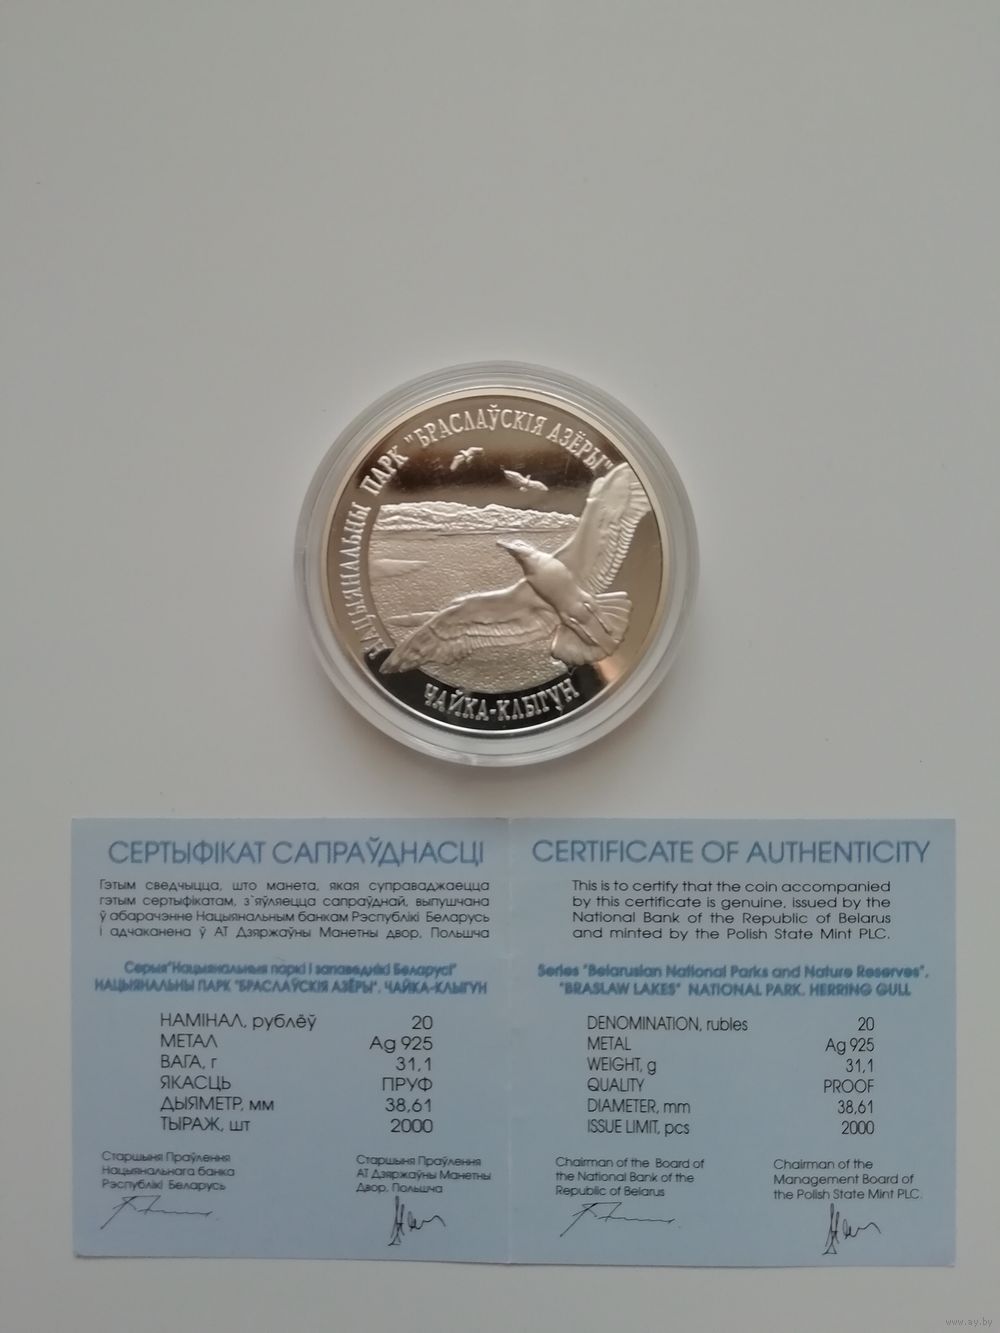 НАЦЫЯНАЛЬНЫ ПАРК "БРАСЛАЎСКІЯ АЗЁРЫ"
ЧАЙКА-КЛЫГУН
СЕРТЫФІКАТ САПРАЎДНАСЦІ
Гэтым сведчыцца, што манета, якая суправаджаецца
гэтым сертыфікатам, з`яўляецца сапраўднай, выпушчана
ў абарачэнне Нацыянальным банкам Рэспублікі Беларусь
і адчаканена ў АТ Дзяржаўны Манетны двор, Польшча
Серыя"Нацыянальныя паркі і запаведнікі Беларусі"
НАЦЫЯНАЛЬНЫ ПАРК "БРАСЛАЎСКІЯ АЗЁРЫ". ЧАЙКА-КЛЫГУН
НАМІНАЛ, рублёў 20
МЕТАЛ Ag 925
ВАГА, г 31,1
ЯКАСЦЬ ПРУФ
ДЫЯМЕТР, мм 38,61
ТЫРАЖ, шт 2000
Старшыня Праўлення
Нацыянальнага банка
Рэспублікі Беларусь
Старшыня Праўлення
АТ Дзяржаўны Манетны
Двор, Польшча
CERTIFICATE OF AUTHENTICITY
This is to certify that the coin accompanied
by this certificate is genuine, issued by the
National Bank of the Republic of Belarus
and minted by the Polish State Mint PLC.
Series "Belarusian National Parks and Nature Reserves".
"BRASLAW LAKES" NATIONAL PARK. HERRING GULL
DENOMINATION, rubles 20
METAL Ag 925
WEIGHT, g 31,1
QUALITY PROOF
DIAMETER, mm 38,61
ISSUE LIMIT, pcs 2000
Chairman of the Board of
the National Bank of the
Republic of Belarus
Chairman of the
Management Board of
the Polish State Mint PLC.
www.ay.by